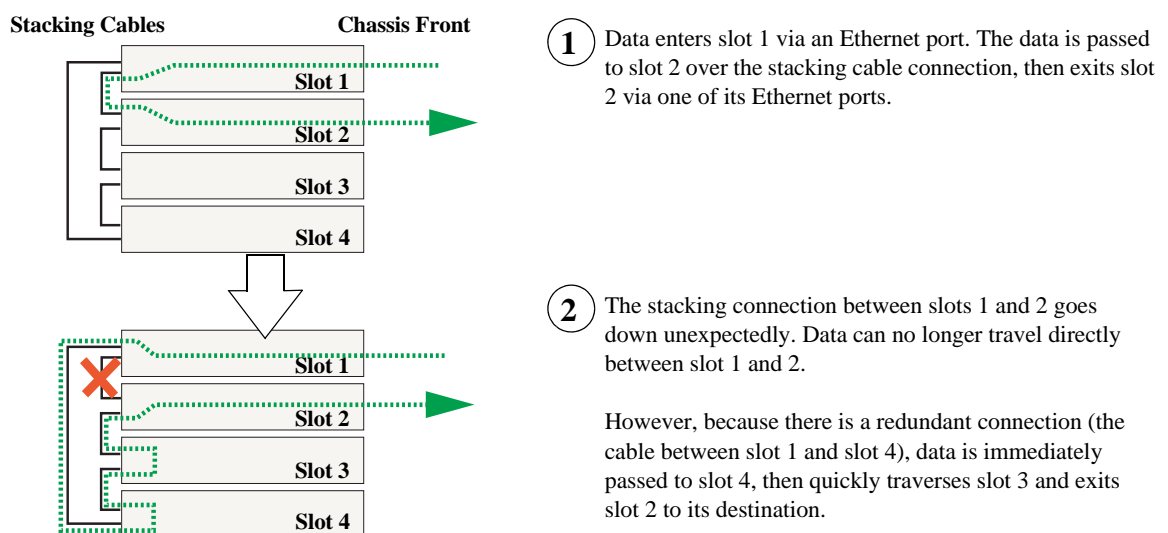 Stacking Cables
Chassis Front
Slot 1
Slot 2
Slot 3
Slot 4
1
Data enters slot 1 via an Ethernet port. The data is passed
to slot 2 over the stacking cable connection, then exits slot
2 via one of its Ethernet ports.
Slot 1
Slot 2
Slot 3
Slot 4
2
The stacking connection between slots 1 and 2 goes
down unexpectedly. Data can no longer travel directly
between slot 1 and 2.
However, because there is a redundant connection (the
cable between slot 1 and slot 4), data is immediately
passed to slot 4, then quickly traverses slot 3 and exits
slot 2 to its destination.